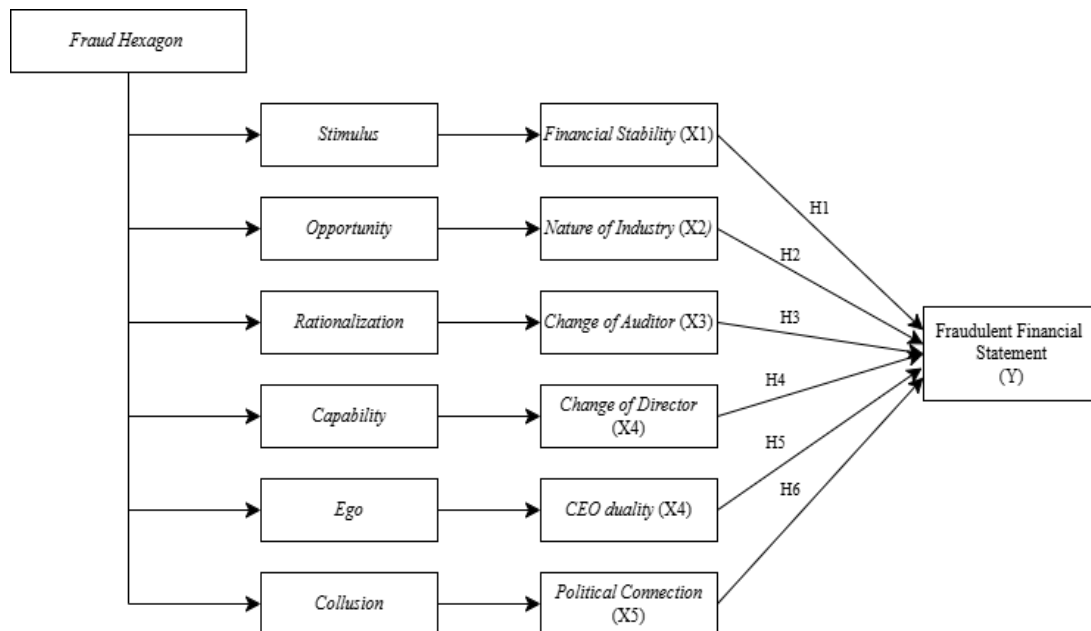 Fraud Hexagon
Stimulus
Financial Stability (X1)
H1
Opportunity
Nature of Industry (X2)
H2
Rationalization
Change of Auditor (X3)
H3
Fraudulent Financial
Statement
(Y)
Capability
Change of Director
(X4)
H4
Ego
CEO duality (X4)
H5
Collusion
Political Connection
(X5)
H6